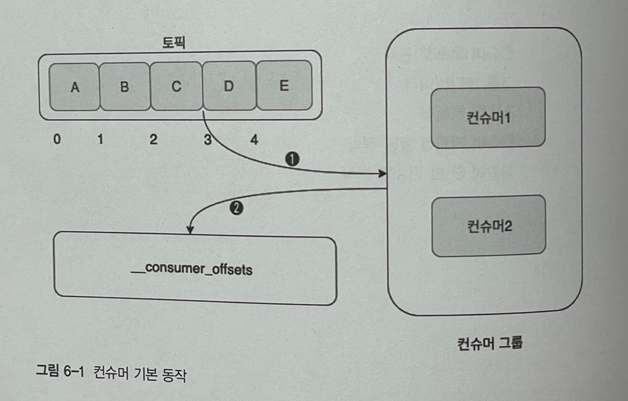 토픽
A B C D E
0 1 2 3 4
❶
컨슈머1
❷
컨슈머2
__consumer_offsets
컨슈머 그룹
그림 6-1 컨슈머 기본 동작